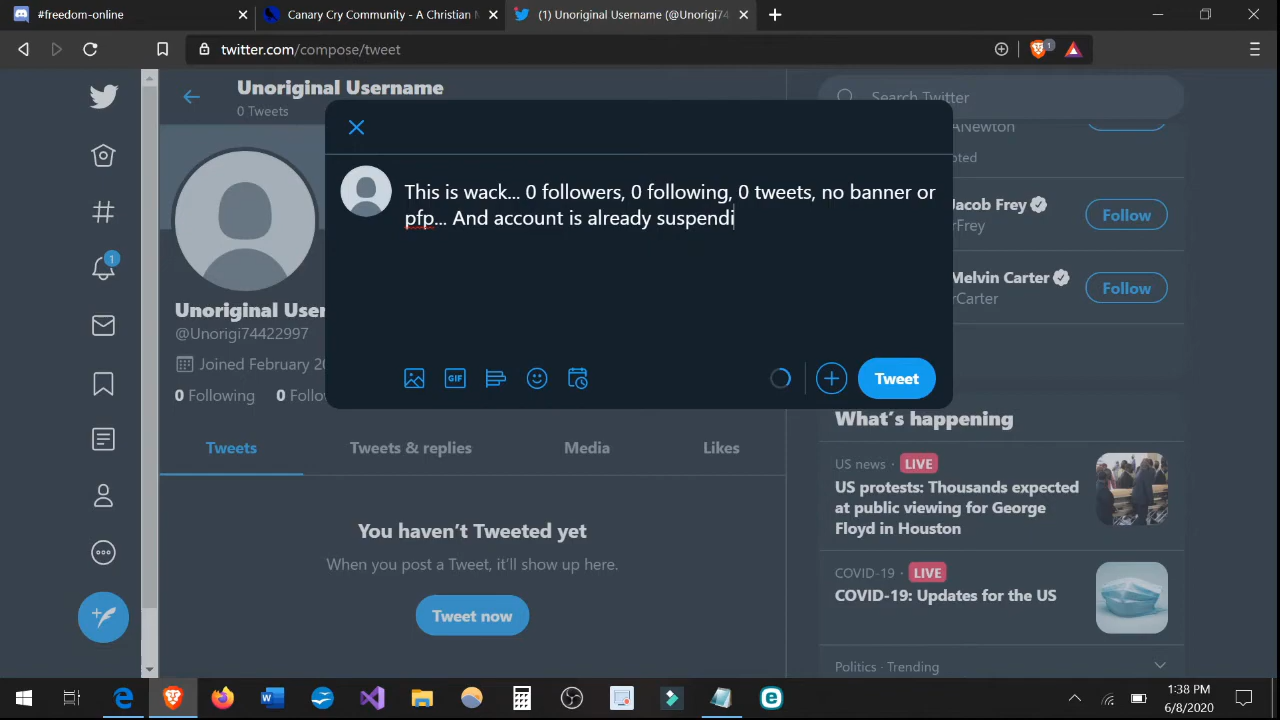 #freedom-online
Canary Cry Community - A Christian M
(1) Unoriginal Username (@Unorigi74
twitter.com/compose/tweet
1
Unoriginal Username
0 Tweets
Search Twitter
ANewton
This is wack... 0 followers, 0 following, 0 tweets, no banner or
pfp... And account is already suspendi
Jacob Frey
Frey
Follow
Melvin Carter
rCarter
Follow
1
Unoriginal User
@Unorigi74422997
Joined February 20
0 Following
0 Follo
GIF
Tweet
What's happening
Tweets
Tweets & replies
Media
Likes
US news · LIVE
US protests: Thousands expected
at public viewing for George
Floyd in Houston
You haven't Tweeted yet
When you post a Tweet, it'll show up here.
COVID-19 · LIVE
COVID-19: Updates for the US
Tweet now
Politics · Trending
1:38 PM
6/8/2020